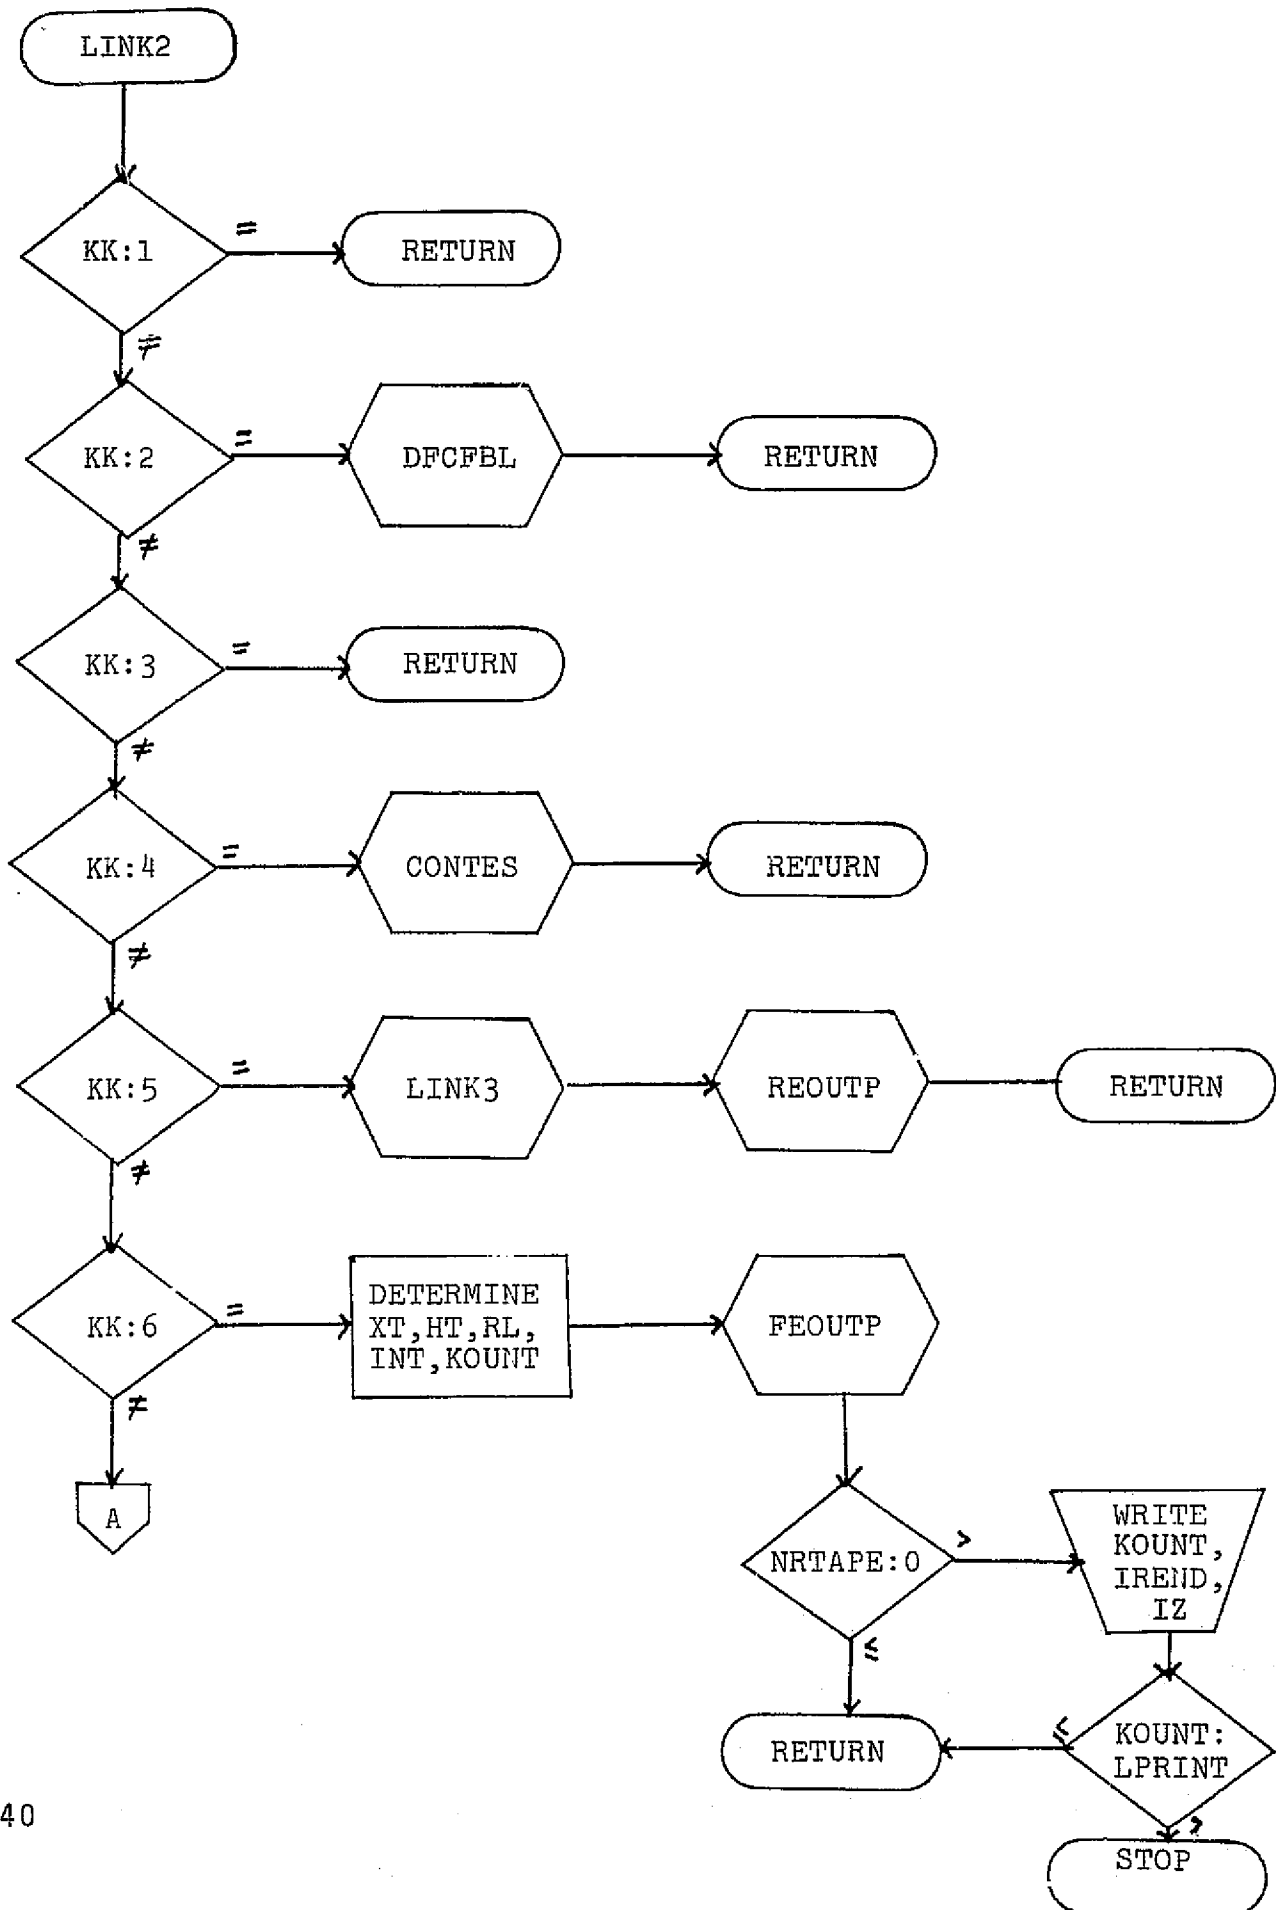 LINK2
KK:1
=
RETURN
≠
KK:2
=
DFCFBL
RETURN
≠
KK:3
=
RETURN
≠
KK:4
=
CONTES
RETURN
≠
KK:5
=
LINK3
REOUTP
RETURN
≠
KK:6
=
DETERMINE
XT,HT,RL,
INT,KOUNT
FEOUTP
≠
A
NRTAPE:0
>
WRITE
KOUNT,
IREND,
IZ
≤
RETURN
≤
KOUNT:
LPRINT
>
STOP
40